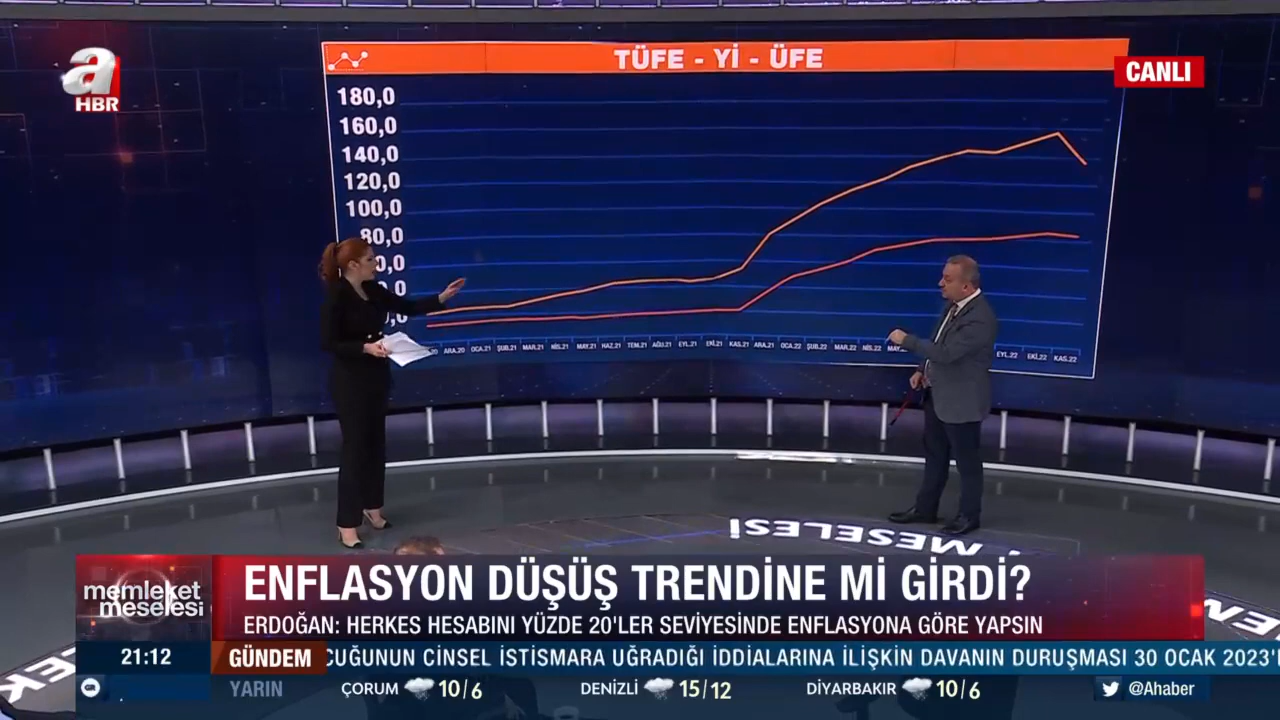 a
HBR
TÜFE - Yİ - ÜFE
CANLI
180,0
160,0
140,0
120,0
100,0
80,0
ARA.20 OCA.21 ŞUB.21 MAR.21 NİS.21 MAY.21 HAZ.21 TEM.21 AĞU.21 EYL.21 EKİ.21 KAS.21 ARA.21 OCA.22 ŞUB.22 MAR.22 NİS.22 MAY. EYL.22 EKİ.22 KAS.22
MESELESİ
memleket
meselesi
ENFLASYON DÜŞÜŞ TRENDİNE Mİ GİRDİ?
ERDOĞAN: HERKES HESABINI YÜZDE 20'LER SEVİYESİNDE ENFLASYONA GÖRE YAPSIN
21:12 GÜNDEM CUĞUNUN CİNSEL İSTİSMARA UĞRADIĞI İDDİALARINA İLİŞKİN DAVANIN DURUŞMASI 30 OCAK 2023'
YARIN ÇORUM 10/6 DENİZLİ 15/12 DİYARBAKIR 10/6 @Ahaber